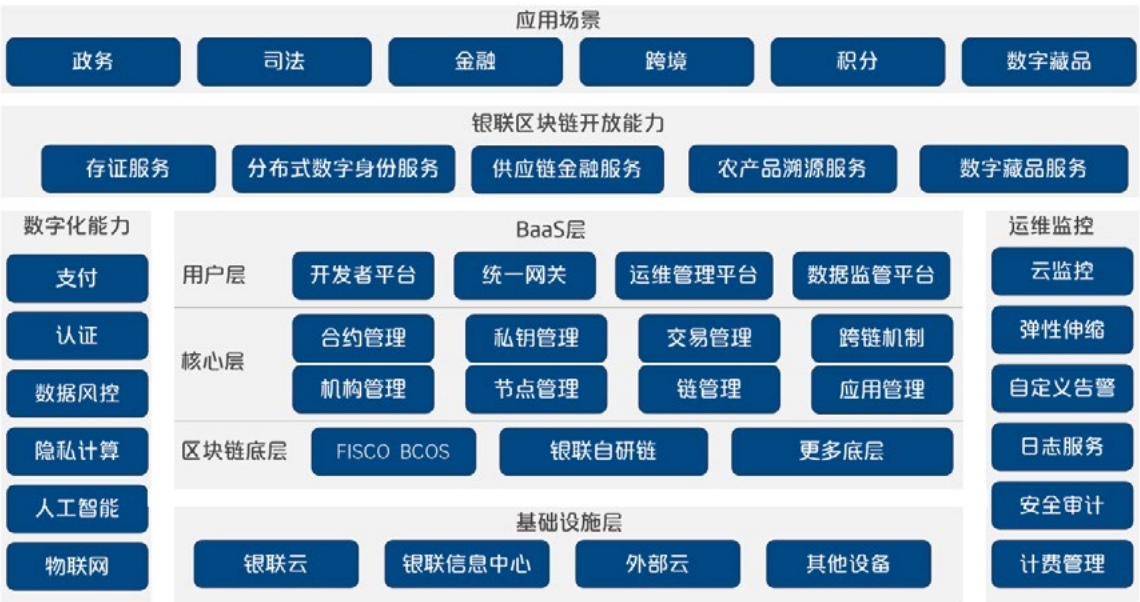 应用场景
政务 司法 金融 跨境 积分 数字藏品
银联区块链开放能力
存证服务 分布式数字身份服务 供应链金融服务 农产品溯源服务 数字藏品服务
数字化能力
支付
认证
数据风控
隐私计算
人工智能
物联网
BaaS层
用户层 开发者平台 统一网关 运维管理平台 数据监管平台
核心层
合约管理 私钥管理 交易管理 跨链机制
机构管理 节点管理 链管理 应用管理
区块链底层 FISCO BCOS 银联自研链 更多底层
基础设施层
银联云 银联信息中心 外部云 其他设备
运维监控
云监控
弹性伸缩
自定义告警
日志服务
安全审计
计费管理